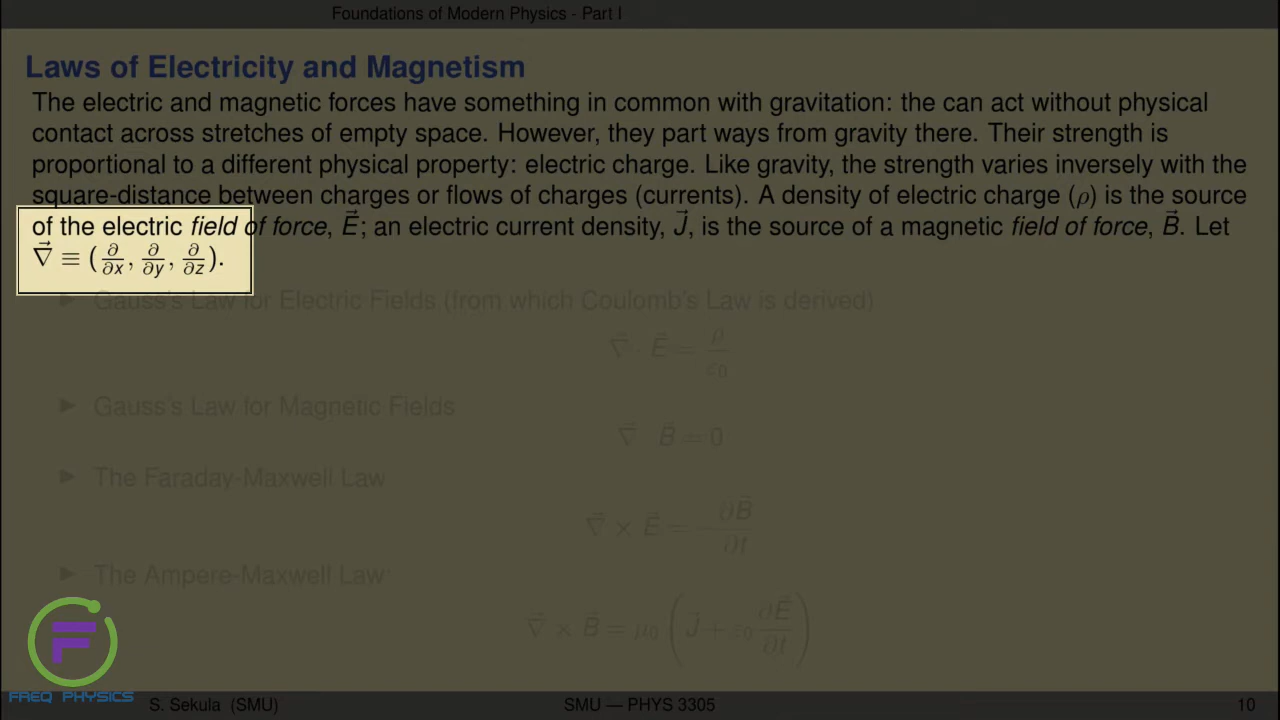 Foundations of Modern Physics - Part I
Laws of Electricity and Magnetism
The electric and magnetic forces have something in common with gravitation: the can act without physical
contact across stretches of empty space. However, they part ways from gravity there. Their strength is
proportional to a different physical property: electric charge. Like gravity, the strength varies inversely with the
square-distance between charges or flows of charges (currents). A density of electric charge (ρ) is the source
of the electric field of force, E⃗; an electric current density, J⃗, is the source of a magnetic field of force, B⃗. Let
∇⃗ ≡ (∂/∂x, ∂/∂y, ∂/∂z).
▶ Gauss's Law for Electric Fields (from which Coulomb's Law is derived)
∇⃗ · E⃗ = ρ/ε₀
▶ Gauss's Law for Magnetic Fields
∇⃗ B⃗ = 0
▶ The Faraday-Maxwell Law
∇⃗ × E⃗ = −∂B⃗/∂t
▶ The Ampere-Maxwell Law
∇⃗ × B⃗ = μ₀ (J⃗ + ε₀ ∂E⃗/∂t)
F
FREQ PHYSICS
S. Sekula (SMU) SMU — PHYS 3305 10